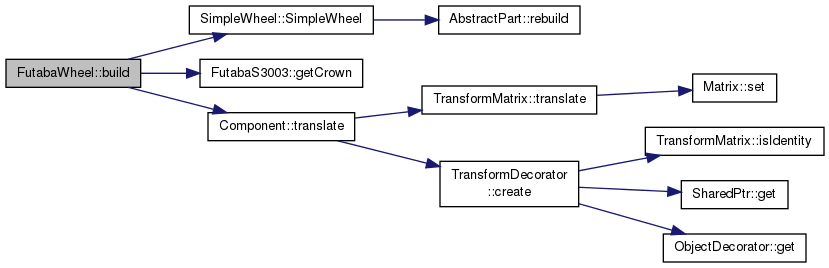 FutabaWheel::build
SimpleWheel::SimpleWheel
AbstractPart::rebuild
FutabaS3003::getCrown
Component::translate
TransformMatrix::translate
Matrix::set
TransformDecorator
::create
TransformMatrix::isIdentity
SharedPtr::get
ObjectDecorator::get